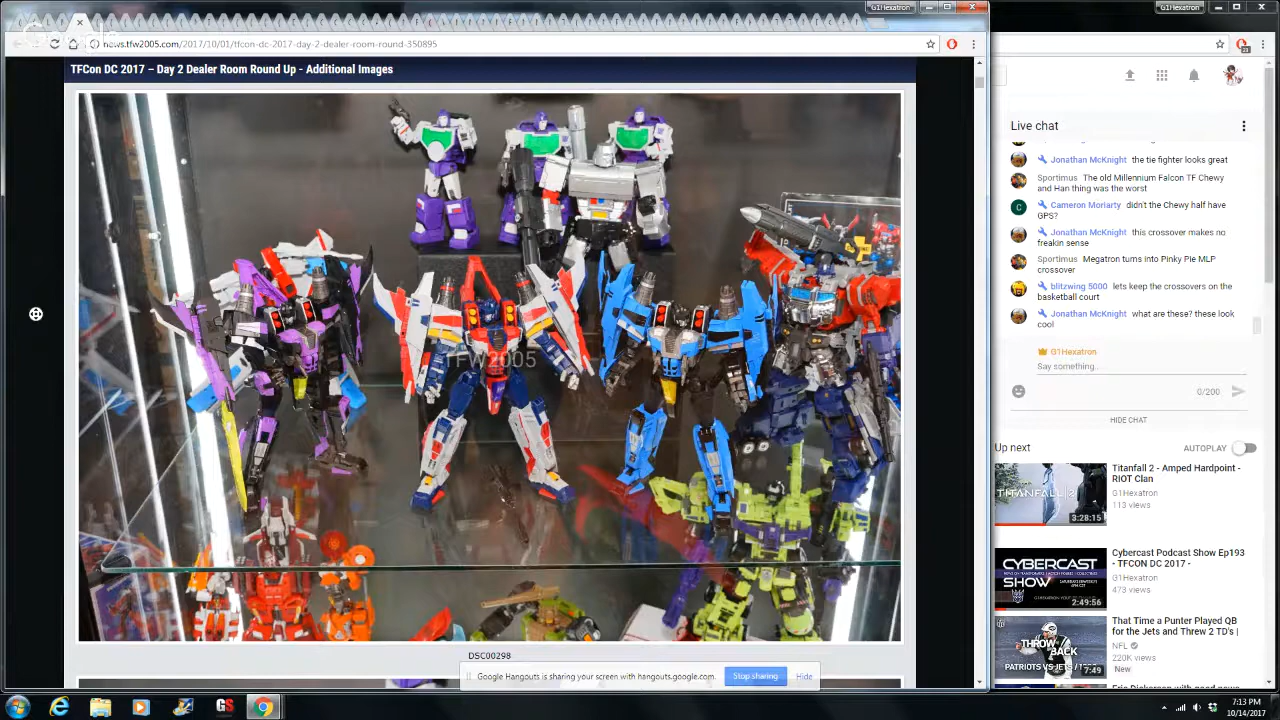 G1Hexatron
G1Hexatron
Google
news.tfw2005.com/2017/10/01/tfcon-dc-2017-day-2-dealer-room-round-350895
23
TFCon DC 2017 – Day 2 Dealer Room Round Up - Additional Images
TFW2005
DSC00298
Google Hangouts is sharing your screen with hangouts.google.com.
Stop sharing
Hide
Live chat
Jonathan McKnight the tie fighter looks great
Sportimus The old Millennium Falcon TF Chewy
and Han thing was the worst
C
Cameron Moriarty didn't the Chewy half have
GPS?
Jonathan McKnight this crossover makes no
freakin sense
Sportimus Megatron turns into Pinky Pie MLP
crossover
blitzwing 5000 lets keep the crossovers on the
basketball court
Jonathan McKnight what are these? these look
cool
G1Hexatron
Say something...
0/200
HIDE CHAT
Up next
AUTOPLAY
TITANFALL 2
3:28:15
Titanfall 2 - Amped Hardpoint -
RIOT Clan
G1Hexatron
113 views
CYBERCAST
SHOW
2:49:56
Cybercast Podcast Show Ep193
- TFCON DC 2017 -
G1Hexatron
473 views
THROW
BACK
PATRIOTS VS JETS /
7:49
That Time a Punter Played QB
for the Jets and Threw 2 TD's |
NFL
220K views
New
GS
7:13 PM
10/14/2017